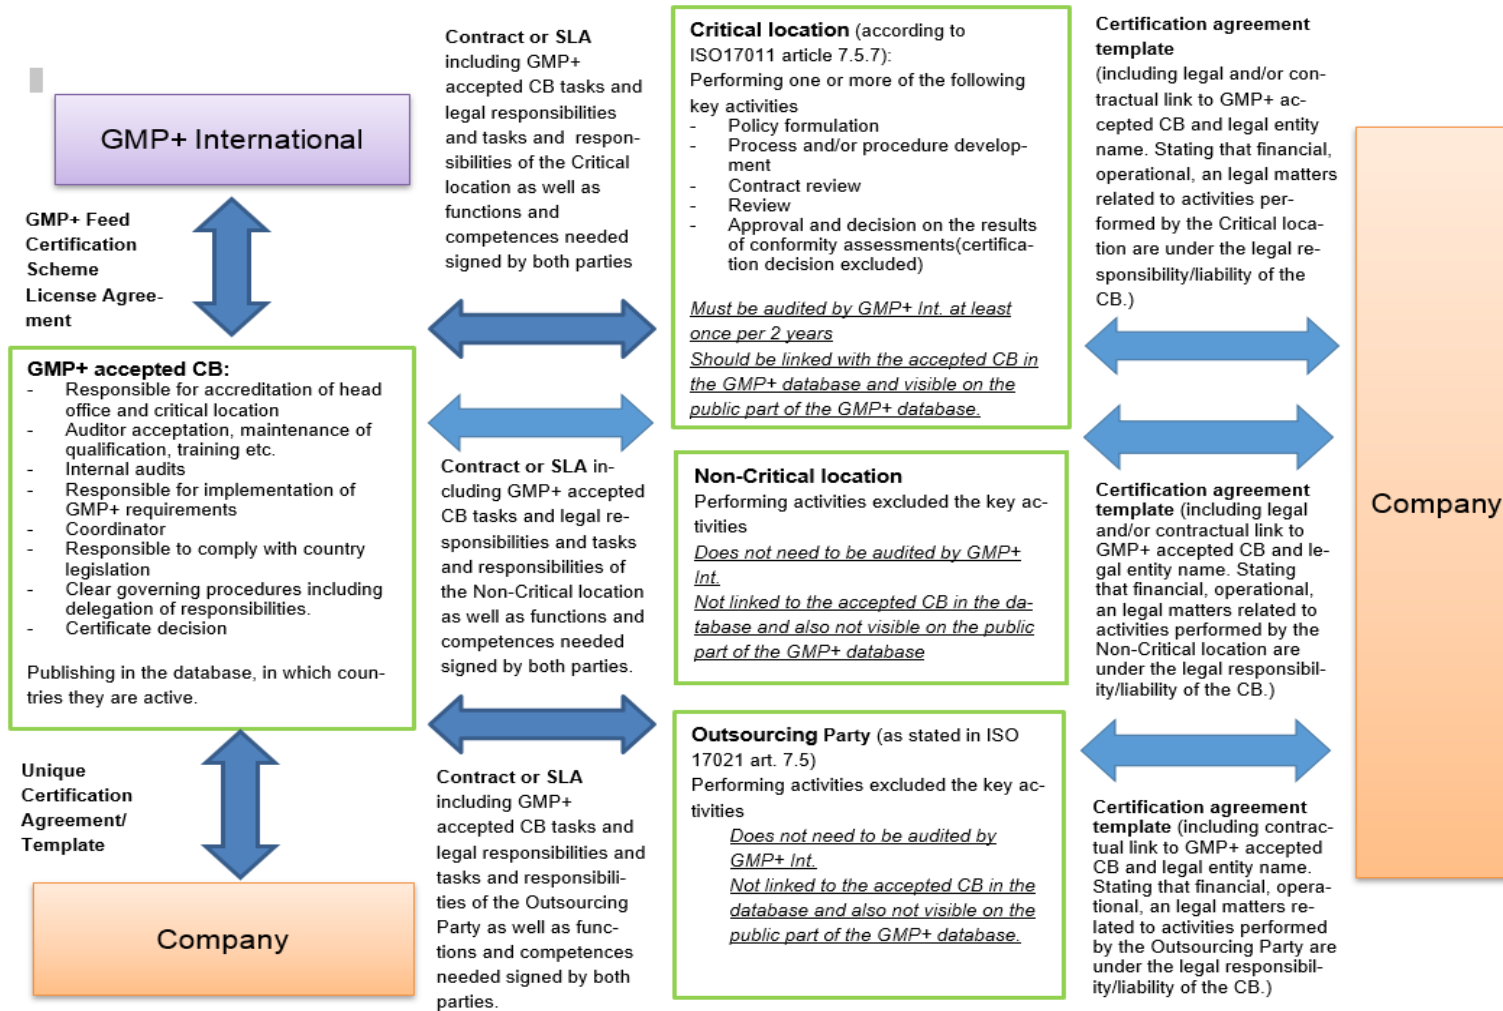 GMP+ International
GMP+ Feed
Certification
Scheme
License Agree-
ment
GMP+ accepted CB:
- Responsible for accreditation of head
office and critical location
- Auditor acceptation, maintenance of
qualification, training etc.
- Internal audits
- Responsible for implementation of
GMP+ requirements
- Coordinator
- Responsible to comply with country
legislation
- Clear governing procedures including
delegation of responsibilities.
- Certificate decision
Publishing in the database, in which coun-
tries they are active.
Unique
Certification
Agreement/
Template
Company
Contract or SLA
including GMP+
accepted CB tasks and
legal responsibilities
and tasks and respon-
sibilities of the Critical
location as well as
functions and
competences needed
signed by both parties
Contract or SLA in-
cluding GMP+ accepted
CB tasks and legal re-
sponsibilities and tasks
and responsibilities of
the Non-Critical location
as well as functions and
competences needed
signed by both parties.
Contract or SLA
including GMP+
accepted CB tasks and
legal responsibilities and
tasks and responsibili-
ties of the Outsourcing
Party as well as func-
tions and competences
needed signed by both
parties.
Critical location (according to
ISO17011 article 7.5.7):
Performing one or more of the following
key activities
- Policy formulation
- Process and/or procedure develop-
ment
- Contract review
- Review
- Approval and decision on the results
of conformity assessments(certifica-
tion decision excluded)
Must be audited by GMP+ Int. at least
once per 2 years
Should be linked with the accepted CB in
the GMP+ database and visible on the
public part of the GMP+ database.
Non-Critical location
Performing activities excluded the key ac-
tivities
Does not need to be audited by GMP+
Int.
Not linked to the accepted CB in the da-
tabase and also not visible on the public
part of the GMP+ database
Outsourcing Party (as stated in ISO
17021 art. 7.5)
Performing activities excluded the key ac-
tivities
Does not need to be audited by
GMP+ Int.
Not linked to the accepted CB in the
database and also not visible on the
public part of the GMP+ database.
Certification agreement
template
(including legal and/or con-
tractual link to GMP+ ac-
cepted CB and legal entity
name. Stating that financial,
operational, an legal matters
related to activities per-
formed by the Critical loca-
tion are under the legal re-
sponsibility/liability of the
CB.)
Certification agreement
template (including legal
and/or contractual link to
GMP+ accepted CB and le-
gal entity name. Stating
that financial, operational,
an legal matters related to
activities performed by the
Non-Critical location are
under the legal responsibil-
ity/liability of the CB.)
Certification agreement
template (including contrac-
tual link to GMP+ accepted
CB and legal entity name.
Stating that financial, opera-
tional, an legal matters re-
lated to activities performed
by the Outsourcing Party are
under the legal responsibil-
ity/liability of the CB.)
Company